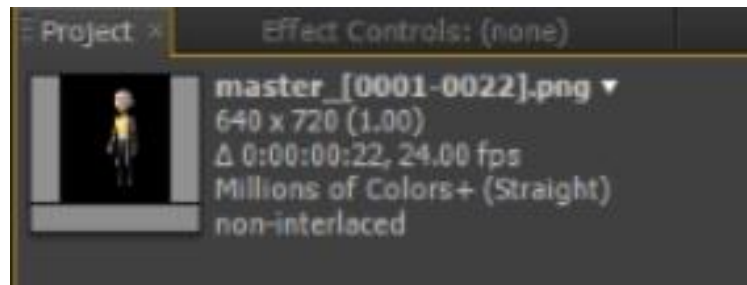 Project ×
Effect Controls: (none)
master_[0001-0022].png ▼
640 x 720 (1.00)
Δ 0:00:00:22, 24.00 fps
Millions of Colors+ (Straight)
non-interlaced